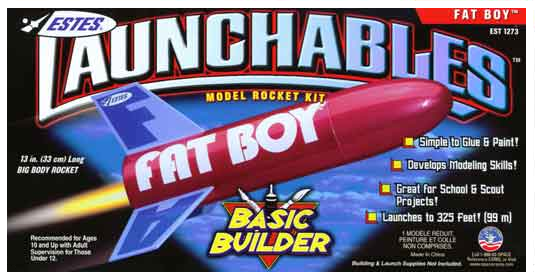 ESTES
LAUNCHABLES™
FAT BOY™
EST 1273
MODEL ROCKET KIT
ESTES
FAT BOY
13 in. (33 cm) Long
BIG BODY ROCKET
Simple to Glue & Paint!
Develops Modeling Skills!
Great for School & Scout
Projects!
Launches to 325 Feet! (99 m)
BASIC
BUILDER
Recommended for Ages
10 and Up with Adult
Supervision for Those
Under 12.
1 MODELE REDUIT.
PEINTURE ET COLLE
NON COMPRISES.
Made In China
Building & Launch Supplies Not Included.